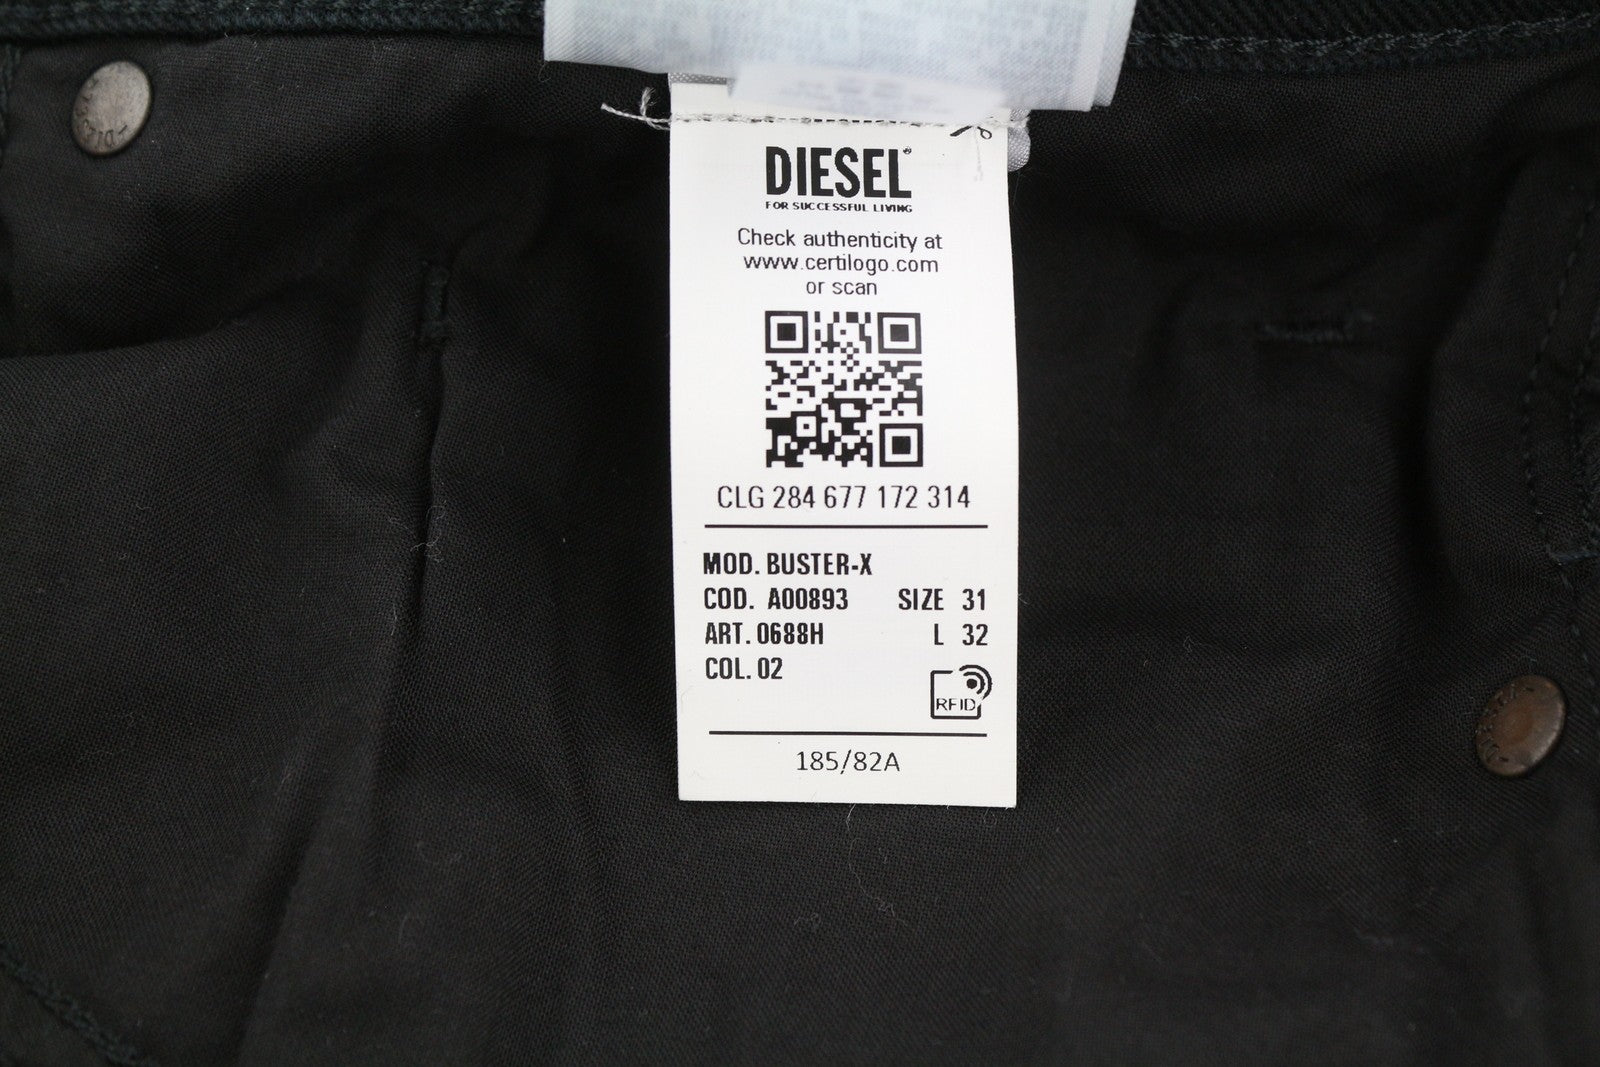 DIESEL®
FOR SUCCESSFUL LIVING
Check authenticity at
www.certilogo.com
or scan
CLG 284 677 172 314
MOD. BUSTER-X
COD. A00893 SIZE 31
ART. 0688H L 32
COL. 02
RFID
185/82A